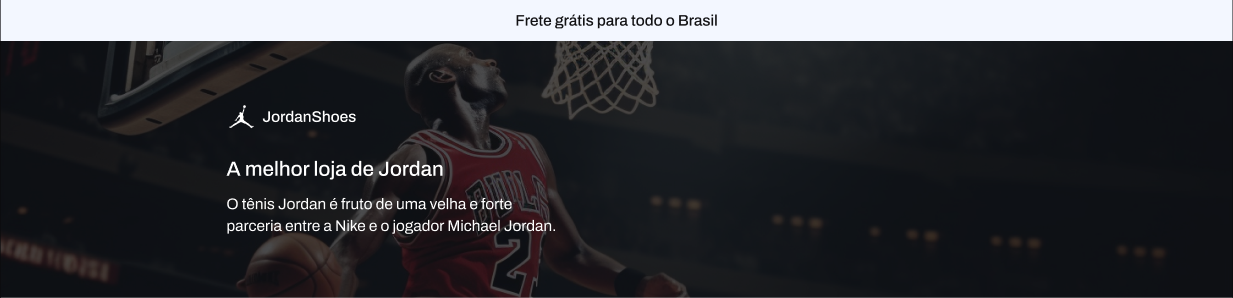 Frete grátis para todo o Brasil
JordanShoes
A melhor loja de Jordan
O tênis Jordan é fruto de uma velha e forte
parceria entre a Nike e o jogador Michael Jordan.
BULLS
2